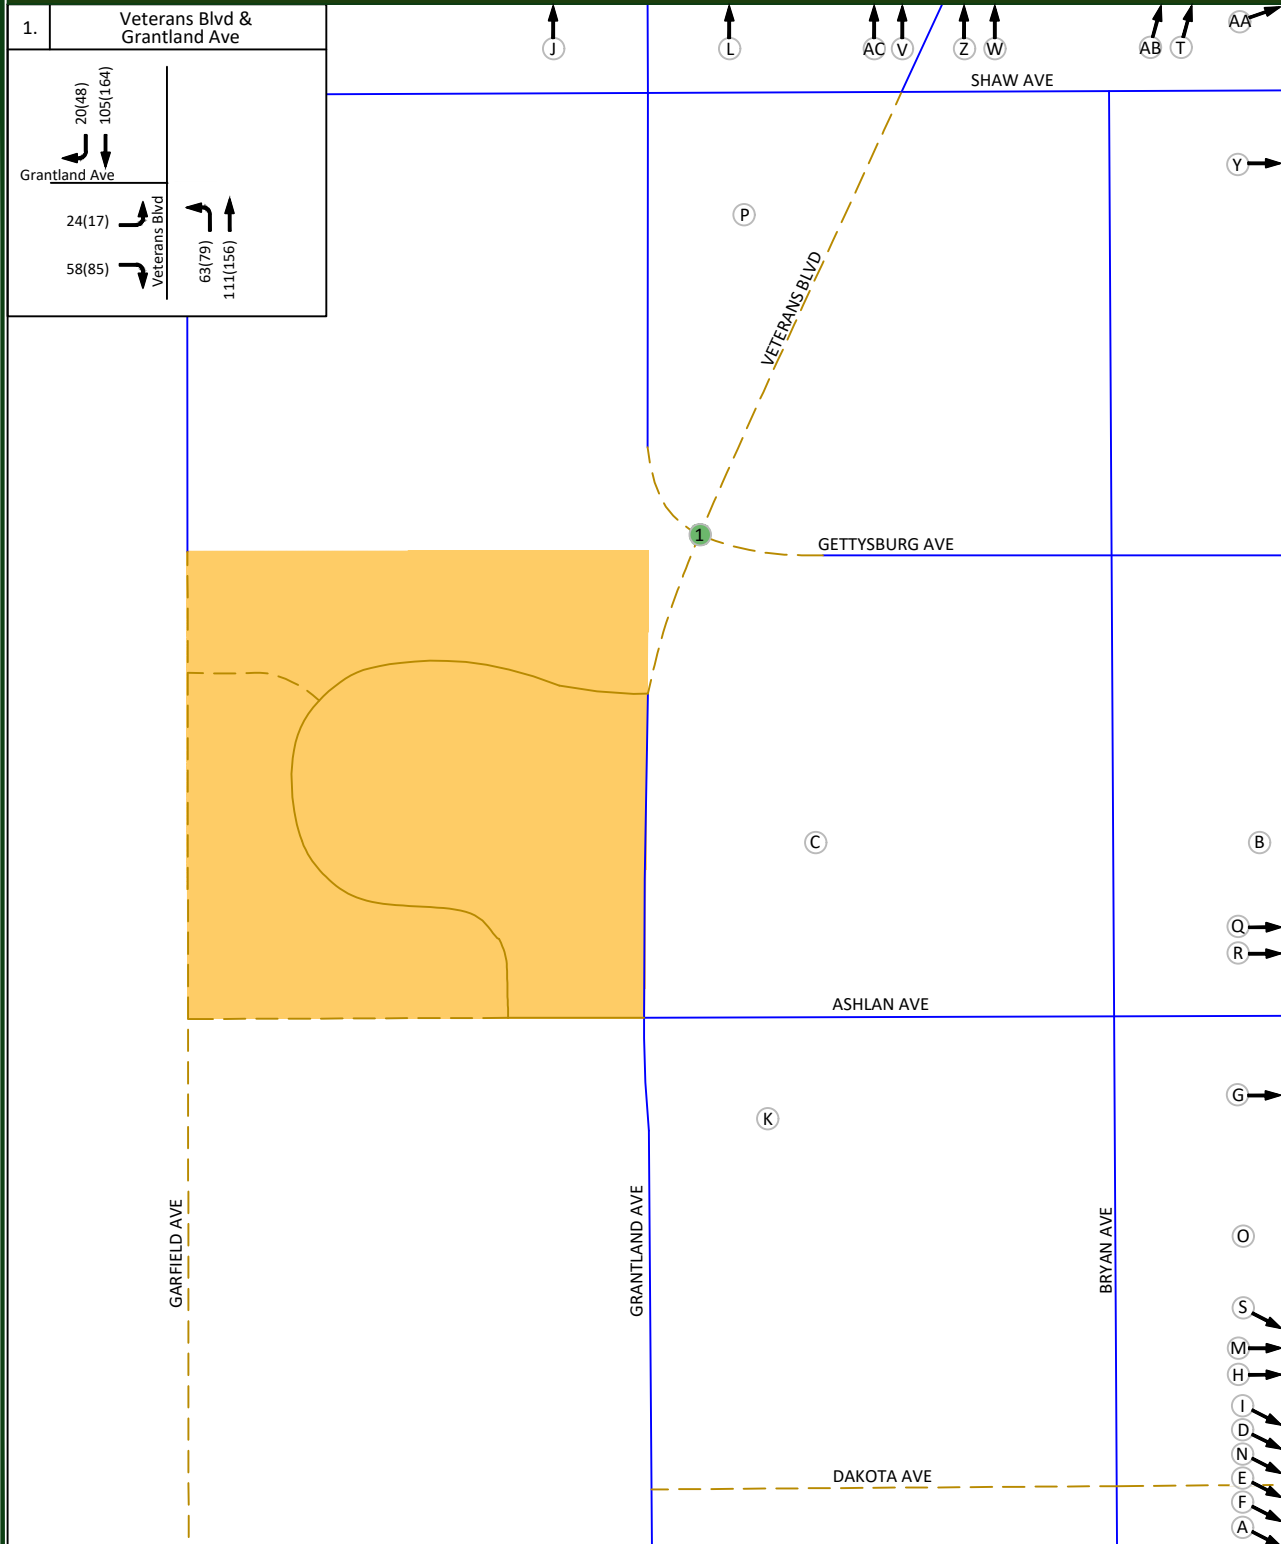 1.
Veterans Blvd &
Grantland Ave
20(48)
105(164)
Grantland Ave
24(17)
58(85)
Veterans Blvd
63(79)
111(156)
J
L
AC
V
Z
W
AB
T
AA
SHAW AVE
Y
P
VETERANS BLVD
1
GETTYSBURG AVE
C
B
Q
R
ASHLAN AVE
G
K
GARFIELD AVE
GRANTLAND AVE
BRYAN AVE
O
S
M
H
I
D
N
DAKOTA AVE
E
F
A